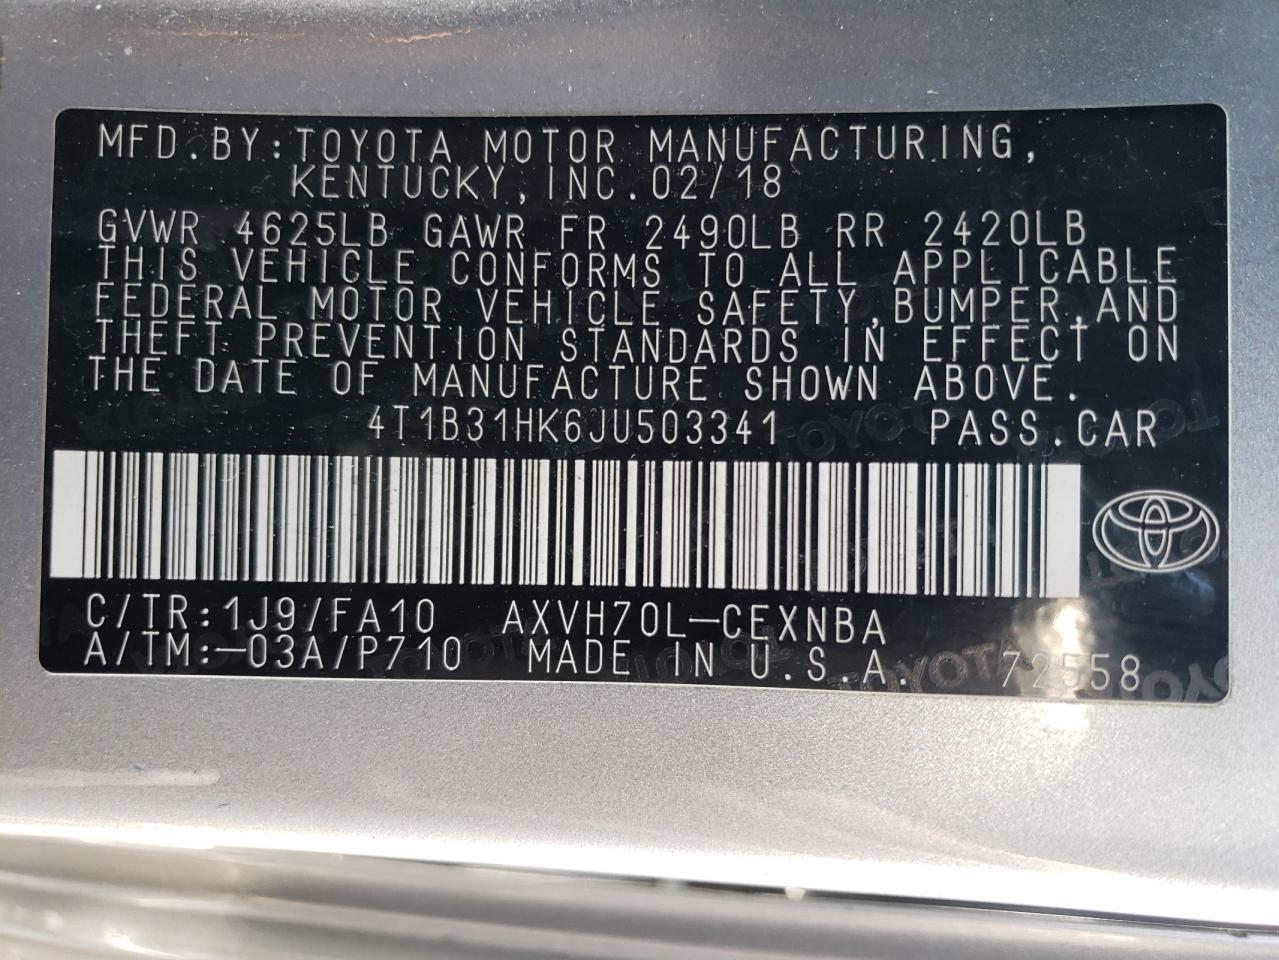 MFD.BY:TOYOTA MOTOR MANUFACTURING,
KENTUCKY, INC.02/18
GVWR 4625LB GAWR FR 2490LB RR 2420LB
THIS VEHICLE CONFORMS TO ALL APPLICABLE
FEDERAL MOTOR VEHICLE SAFETY,BUMPER,AND
THEFT PREVENTION STANDARDS IN EFFECT ON
THE DATE OF MANUFACTURE SHOWN ABOVE.
4T1B31HK6JU503341 PASS.CAR
C/TR:1J9/FA10 AXVH70L-CEXNBA
A/TM:-03A/P710 MADE IN U.S.A. 72558